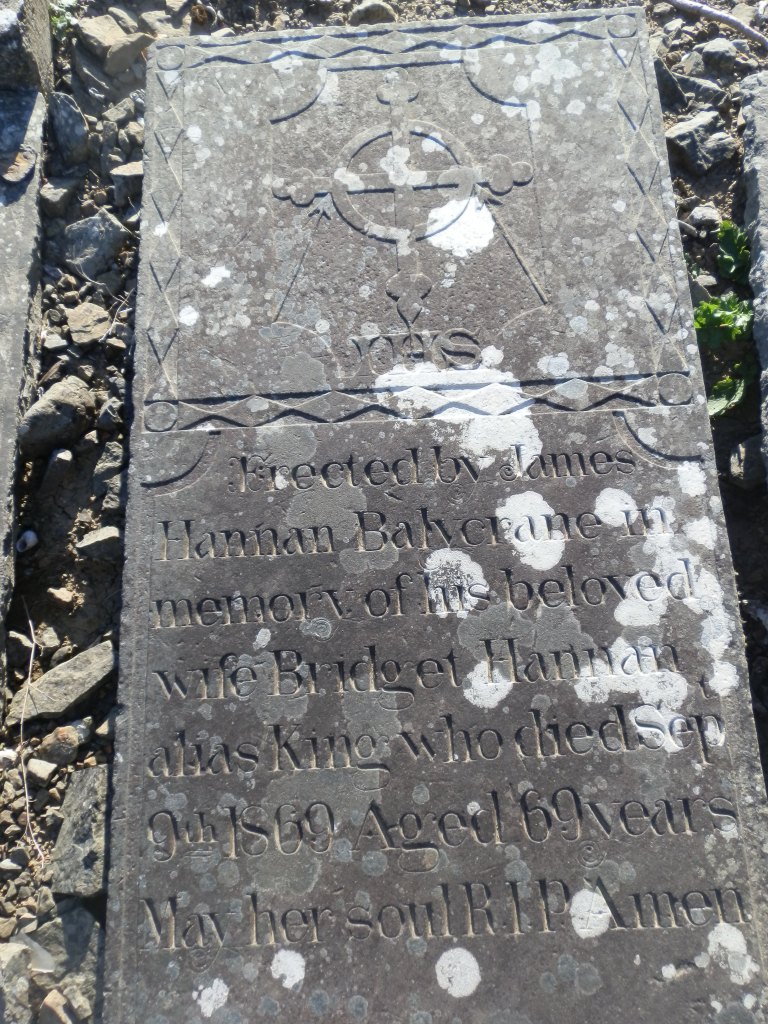 IHS
Erected by James
Hannan Balycrane in
memory of his beloved
wife Bridget Hannan
alias King who died Sep
9th 1869 Aged 69 years
May her soul R.I.P Amen